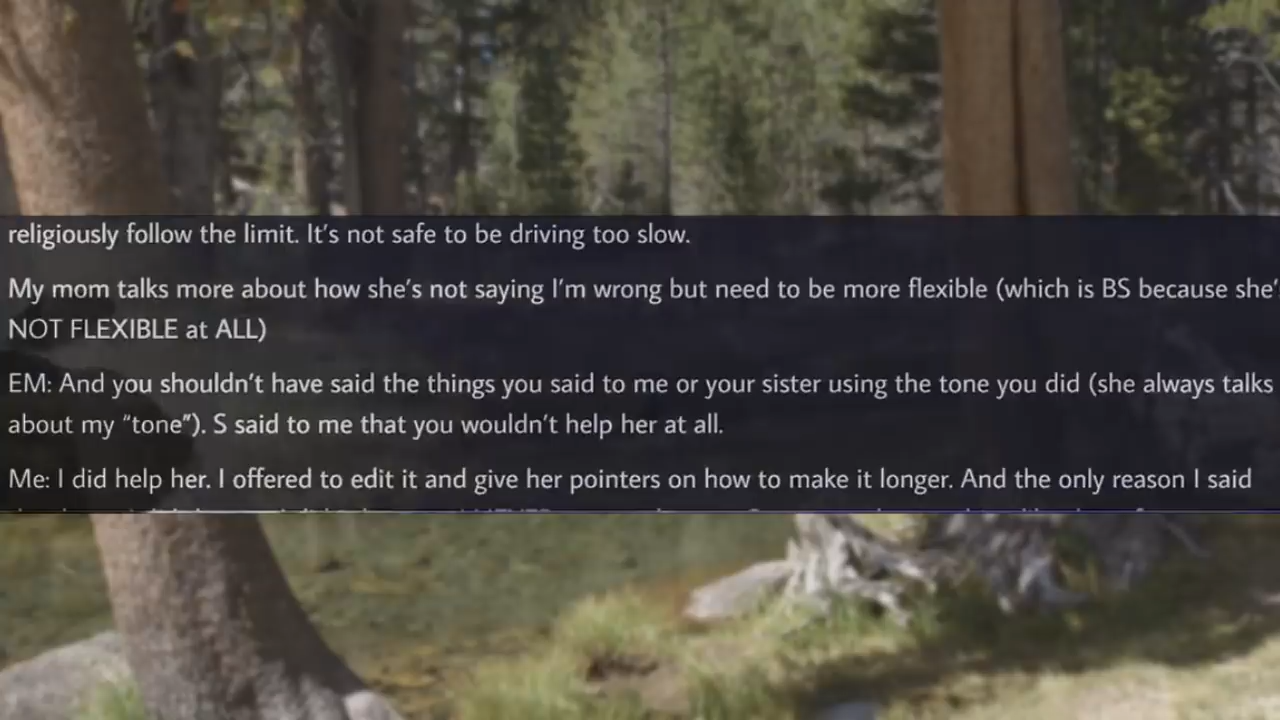 religiously follow the limit. It's not safe to be driving too slow.
My mom talks more about how she's not saying I'm wrong but need to be more flexible (which is BS because she'
NOT FLEXIBLE at ALL)
EM: And you shouldn't have said the things you said to me or your sister using the tone you did (she always talks
about my "tone"). S said to me that you wouldn't help her at all.
Me: I did help her. I offered to edit it and give her pointers on how to make it longer. And the only reason I said